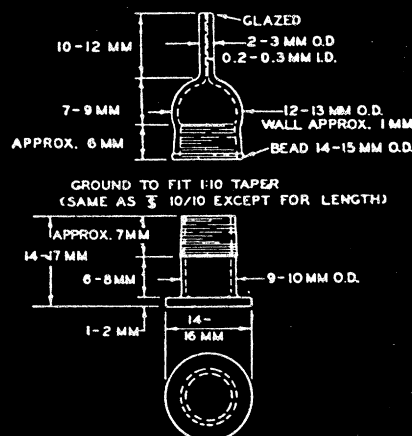 GLAZED
10-12 MM
2-3 MM O.D
0.2-0.3 MM I.D.
7-9 MM
12-13 MM O.D.
WALL APPROX. 1 MM
APPROX. 6 MM
BEAD 14-15 MM O.D.
GROUND TO FIT 1:10 TAPER
(SAME AS ⸹ 10/10 EXCEPT FOR LENGTH)
APPROX. 7 MM
14-17 MM
6-8 MM
9-10 MM O.D.
1-2 MM
14-
16 MM